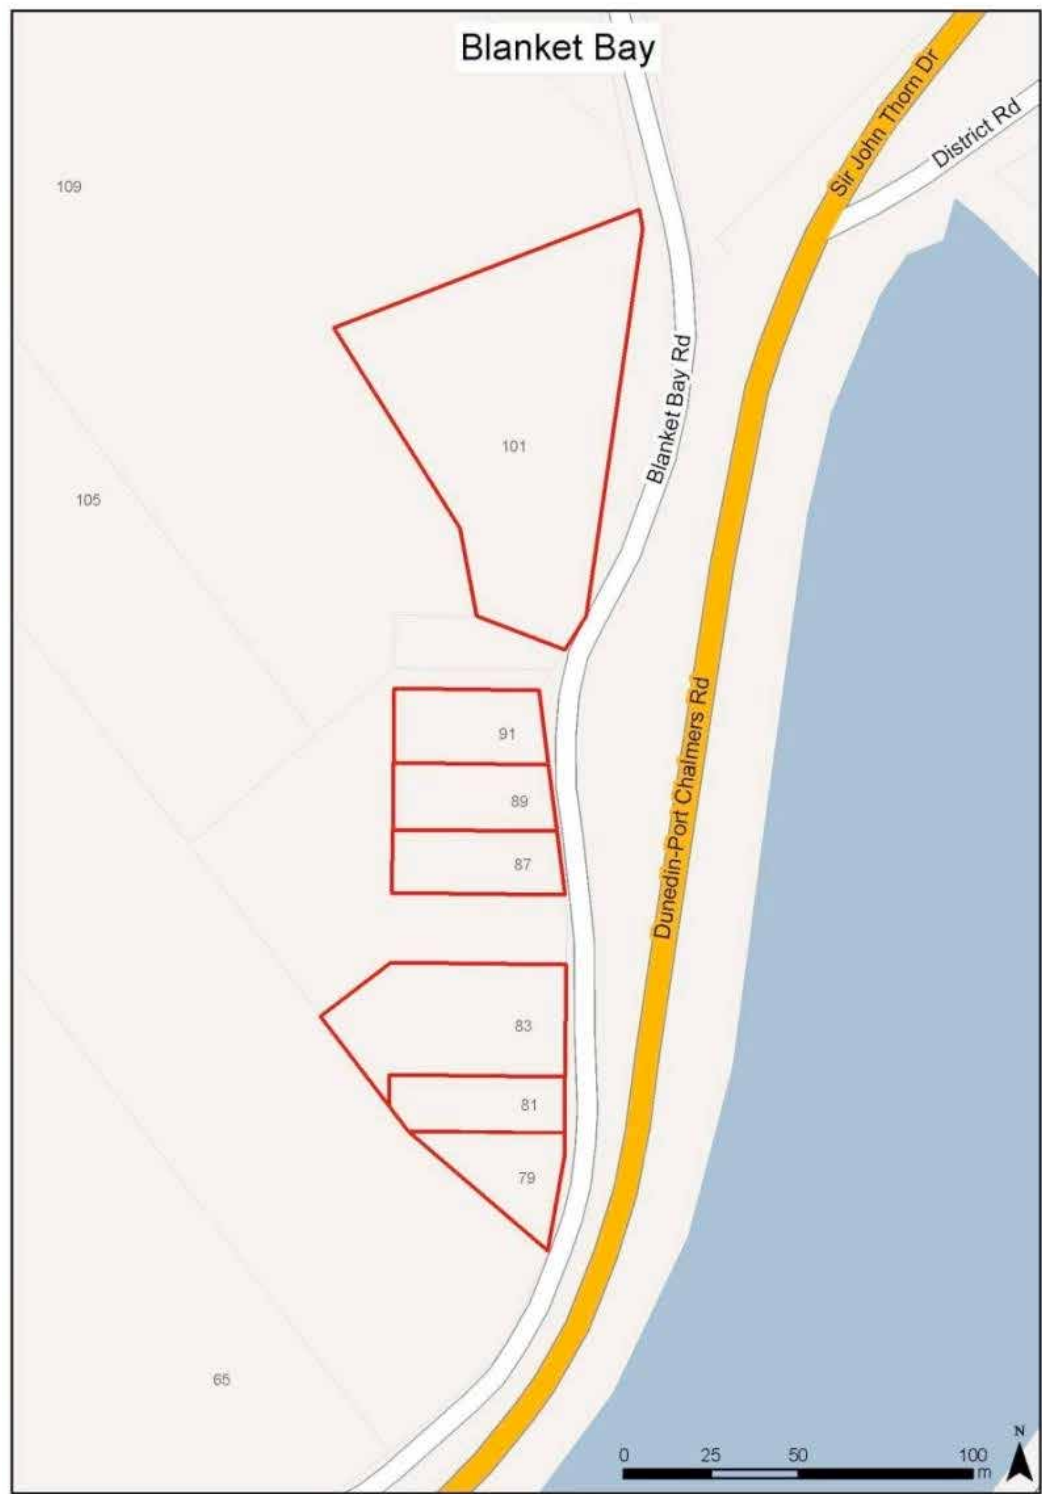 Blanket Bay
Sir John Thorn Dr
District Rd
109
Blanket Bay Rd
101
105
Dunedin-Port Chalmers Rd
91
89
87
83
81
79
65
N
0 25 50 100
m